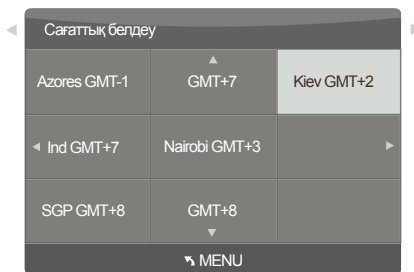 Сағаттық белдеу
Azores GMT-1
GMT+7
Kiev GMT+2
Ind GMT+7
Nairobi GMT+3
SGP GMT+8
GMT+8
MENU